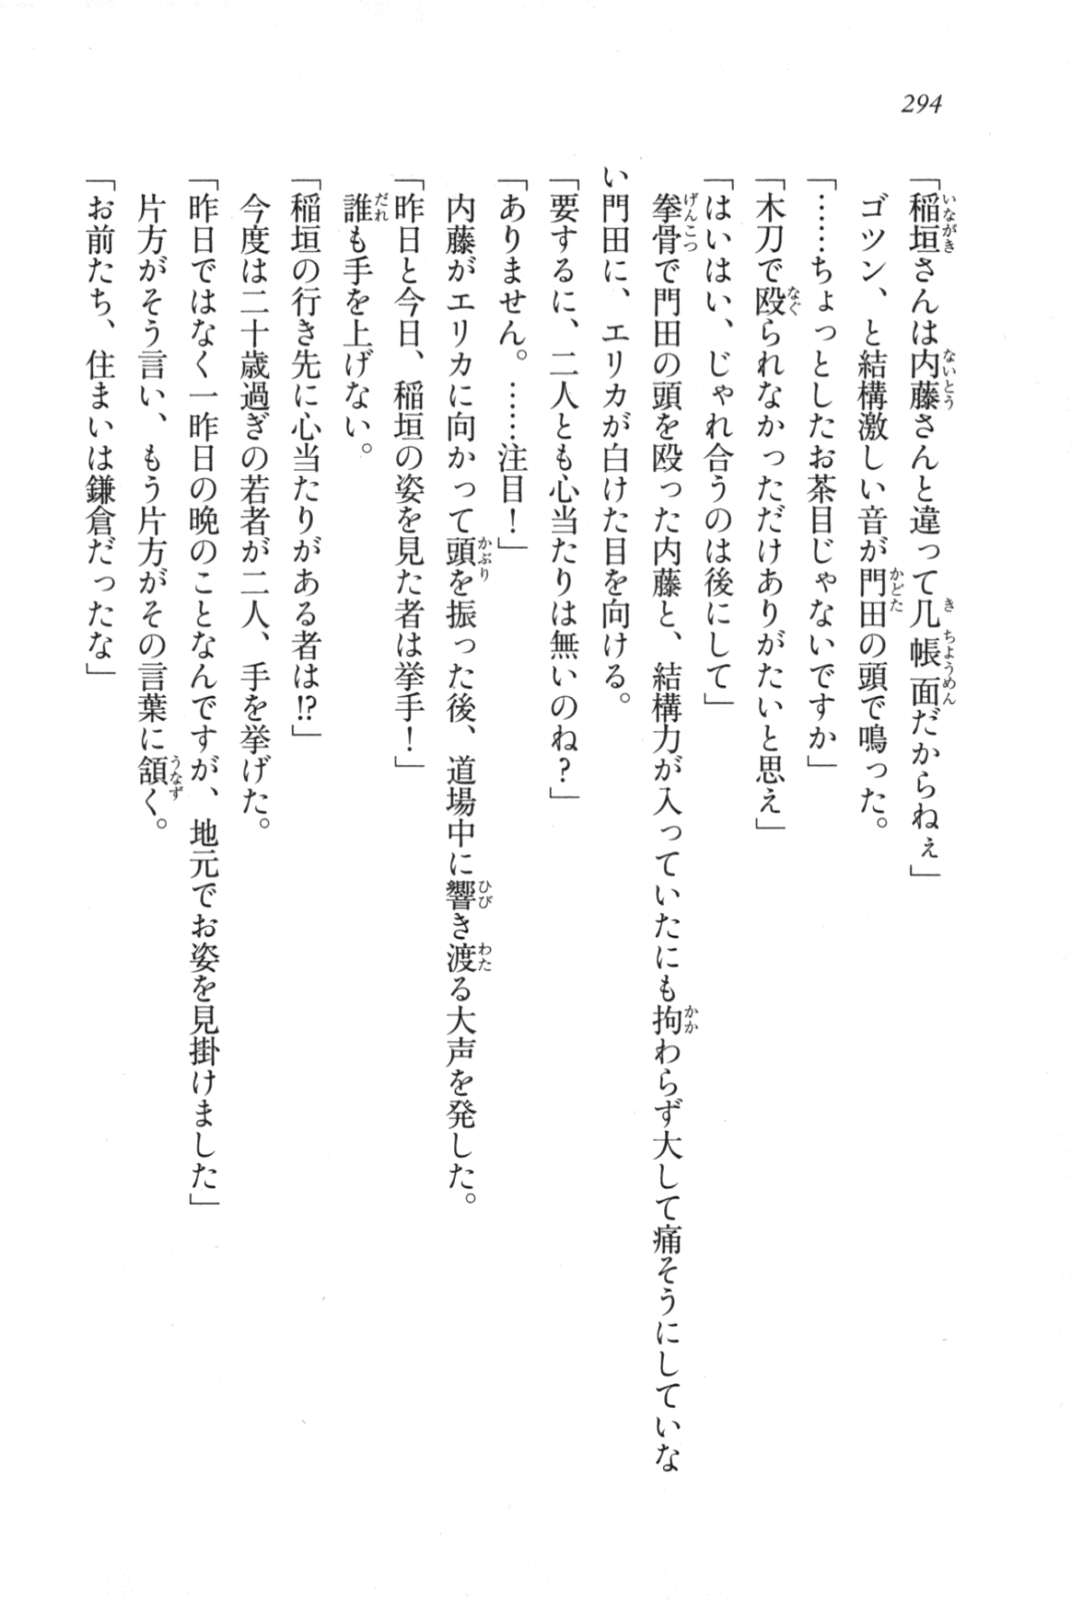 294
「稲垣さんは内藤さんと違って几帳面だからねぇ」
ゴツン、と結構激しい音が門田の頭で鳴った。
「……ちょっとしたお茶目じゃないですか」
「木刀で殴られなかっただけありがたいと思え」
「はいはい、じゃれ合うのは後にして」
拳骨で門田の頭を殴った内藤と、結構力が入っていたにも拘わらず大して痛そうにしていな
い門田に、エリカが白けた目を向ける。
「要するに、二人とも心当たりは無いのね？」
「ありません。……注目！」
内藤がエリカに向かって頭を振った後、道場中に響き渡る大声を発した。
「昨日と今日、稲垣の姿を見た者は挙手！」
誰も手を上げない。
「稲垣の行き先に心当たりがある者は!?」
今度は二十歳過ぎの若者が二人、手を挙げた。
「昨日ではなく一昨日の晩のことなんですが、地元でお姿を見掛けました」
片方がそう言い、もう片方がその言葉に頷く。
「お前たち、住まいは鎌倉だったな」